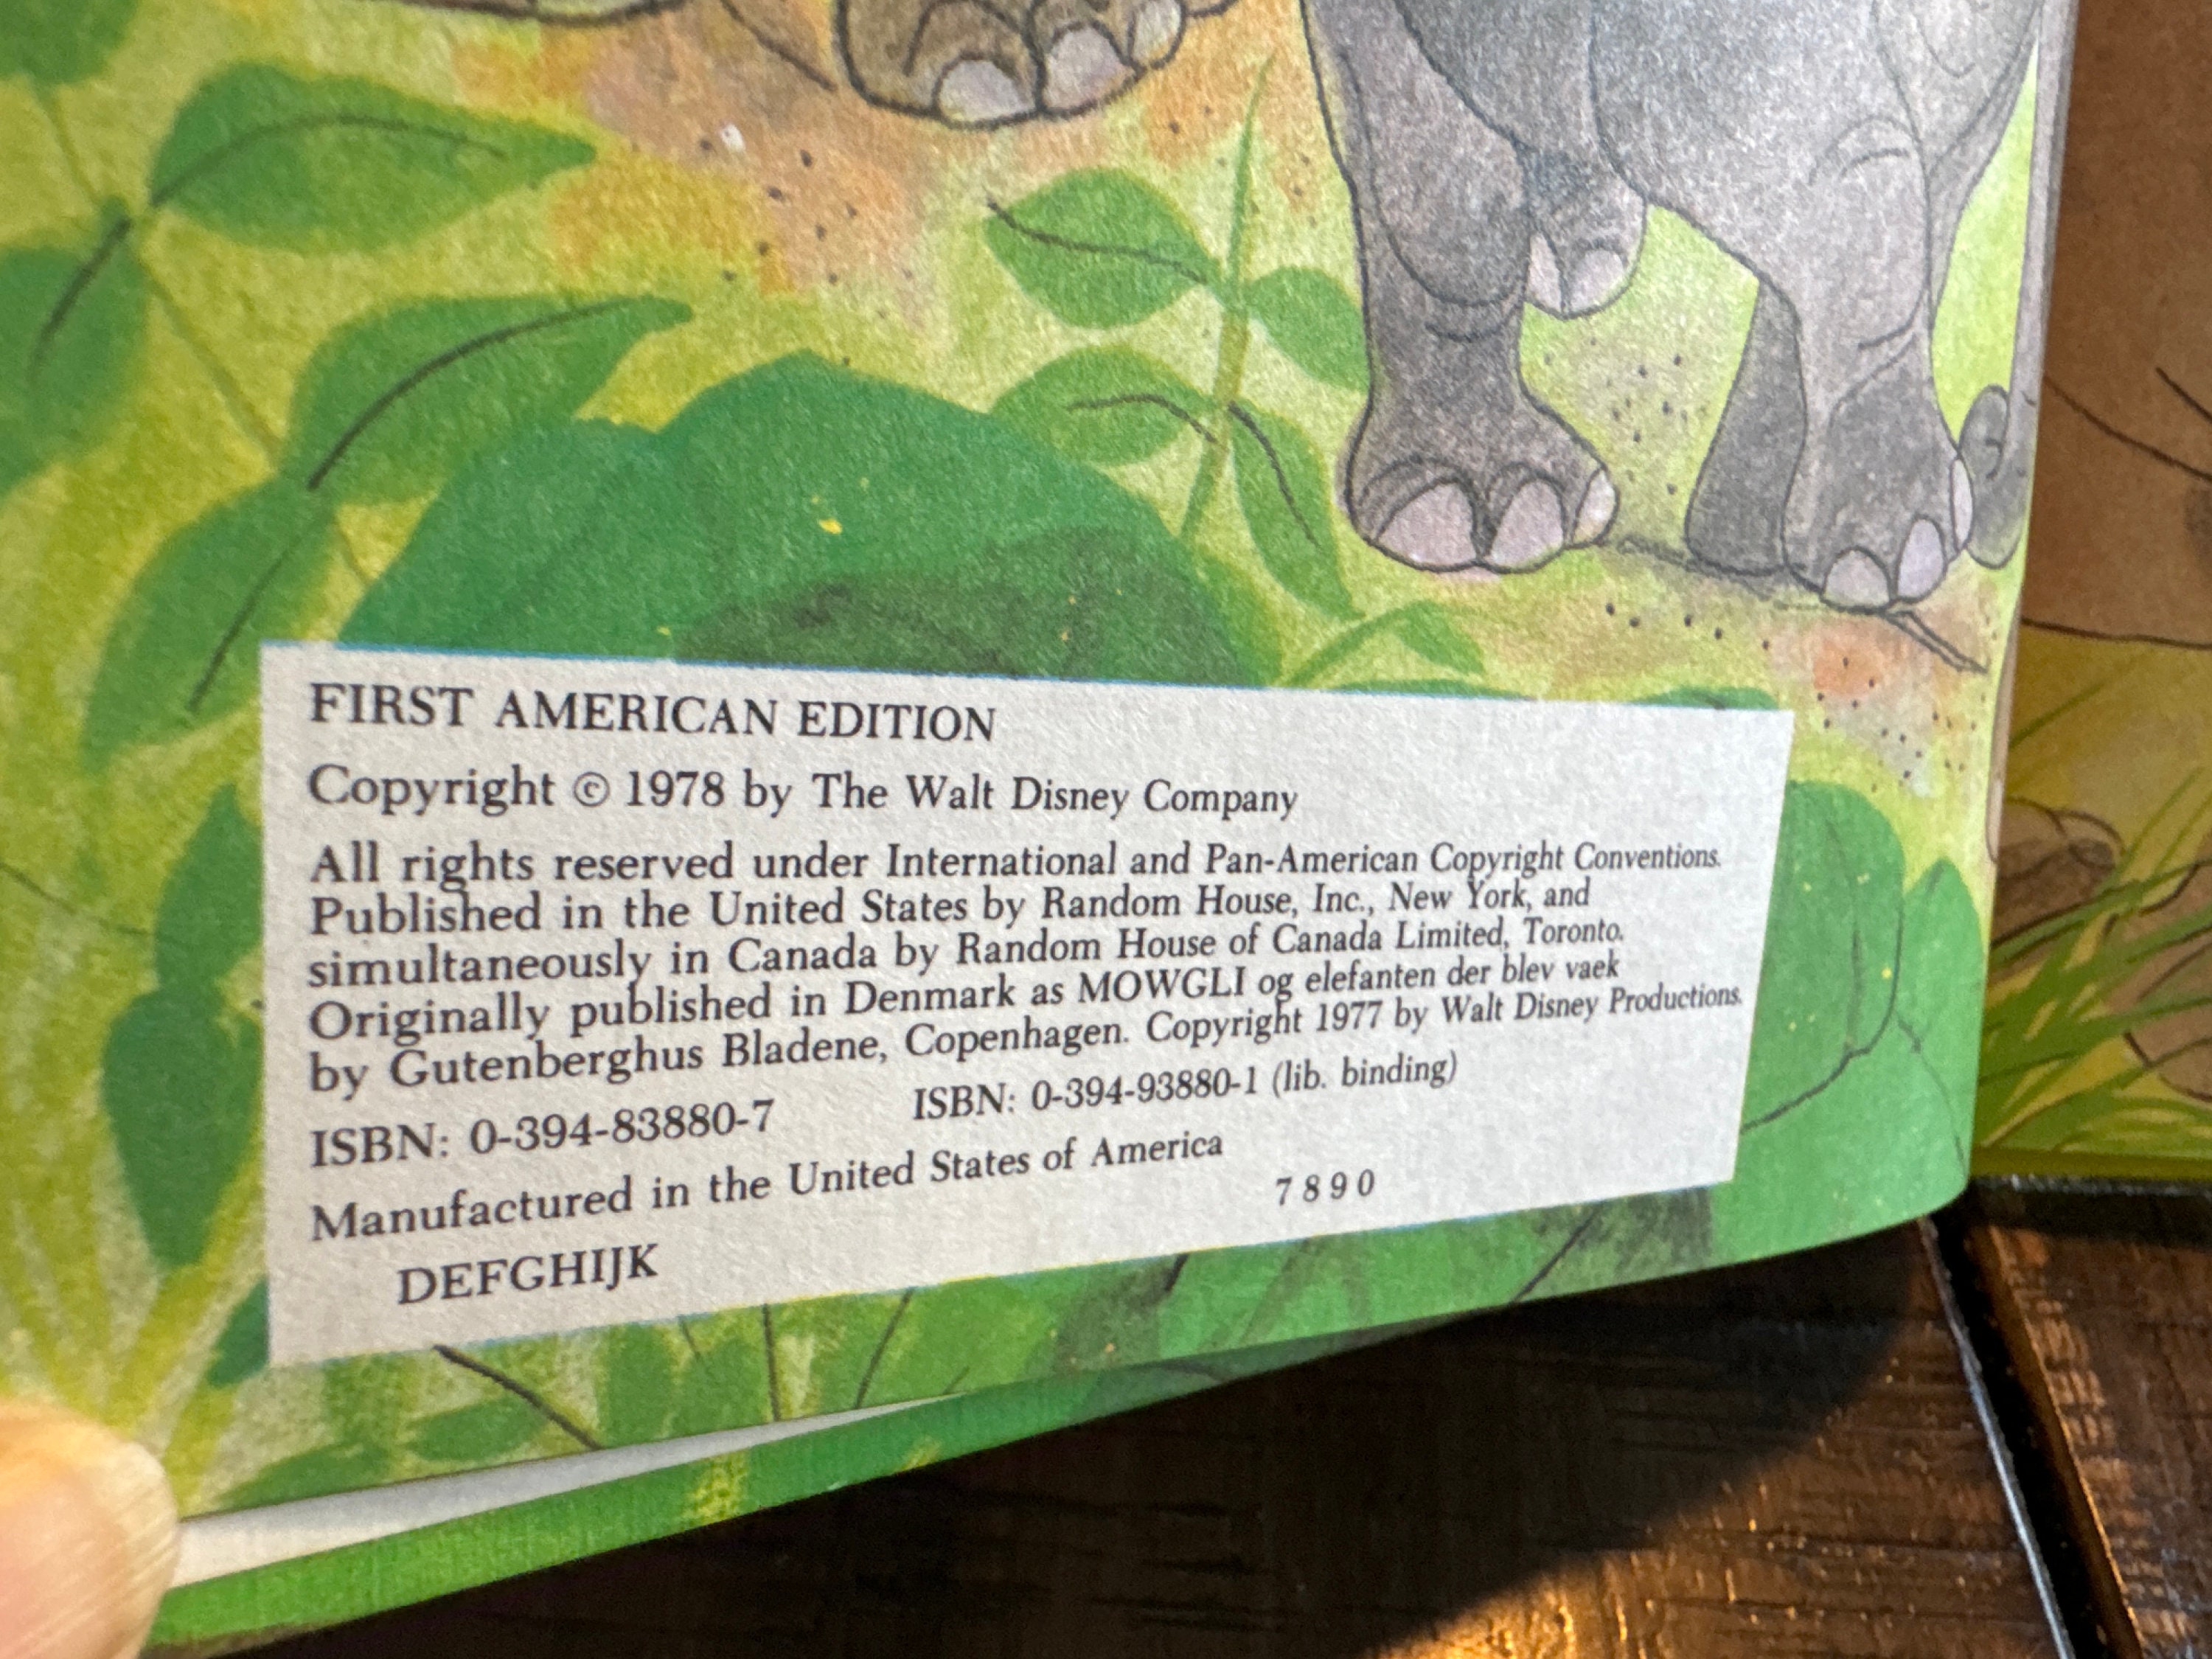 FIRST AMERICAN EDITION
Copyright © 1978 by The Walt Disney Company
All rights reserved under International and Pan-American Copyright Conventions.
Published in the United States by Random House, Inc., New York, and
simultaneously in Canada by Random House of Canada Limited, Toronto.
Originally published in Denmark as MOWGLI og elefanten der blev vaek
by Gutenberghus Bladene, Copenhagen. Copyright 1977 by Walt Disney Productions.
ISBN: 0-394-83880-7 ISBN: 0-394-93880-1 (lib. binding)
Manufactured in the United States of America
DEFGHIJK 7 8 9 0